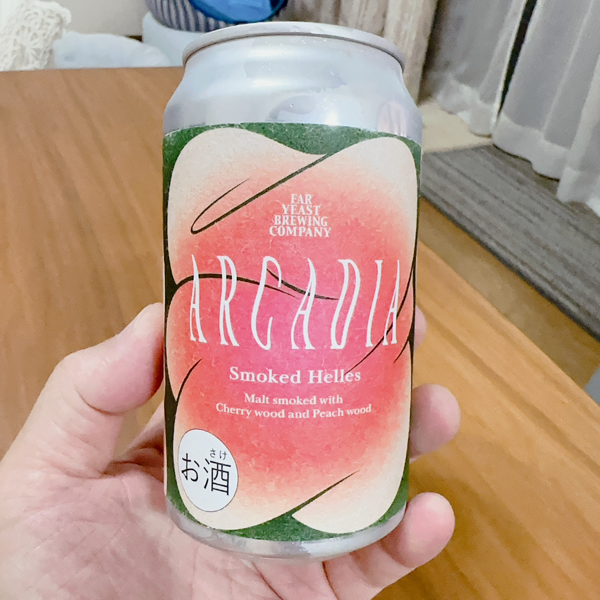 FAR
YEAST
BREWING
COMPANY
ARCADIA
Smoked Helles
Malt smoked with
Cherry wood and Peach wood
さけ
お酒